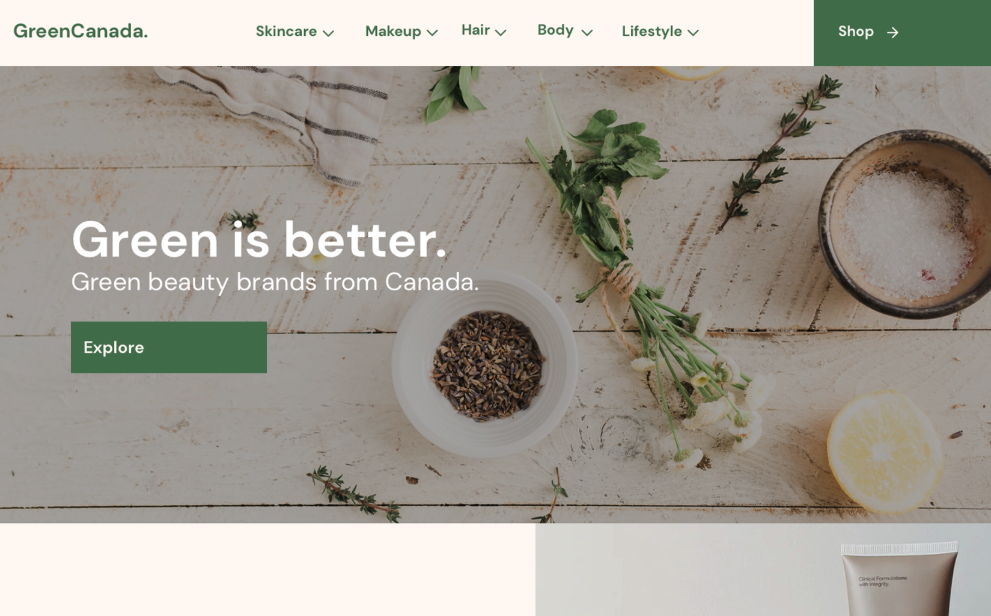 GreenCanada.
Skincare
Makeup
Hair
Body
Lifestyle
Shop
Green is better.
Green beauty brands from Canada.
Explore
Clinical Formulations
with integrity.